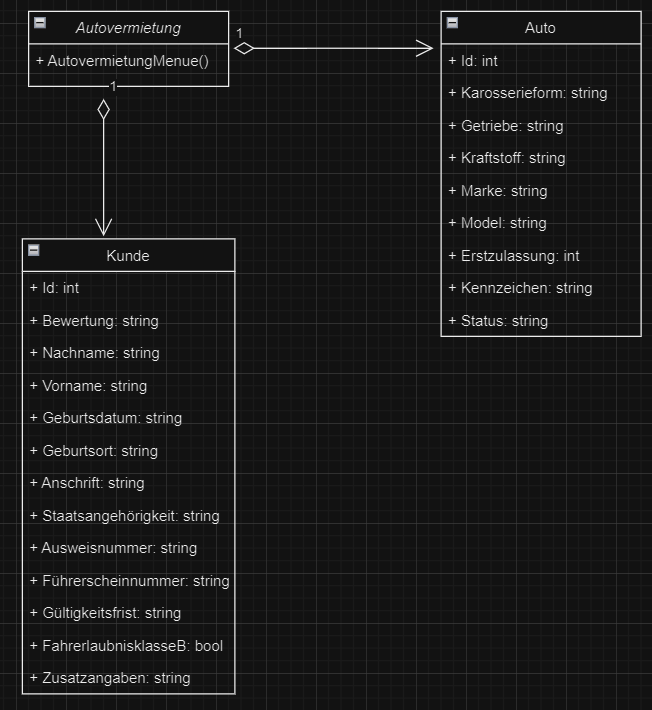 Autovermietung
+ AutovermietungMenue()
1
1
Auto
+ Id: int
+ Karosserieform: string
+ Getriebe: string
+ Kraftstoff: string
+ Marke: string
+ Model: string
+ Erstzulassung: int
+ Kennzeichen: string
+ Status: string
Kunde
+ Id: int
+ Bewertung: string
+ Nachname: string
+ Vorname: string
+ Geburtsdatum: string
+ Geburtsort: string
+ Anschrift: string
+ Staatsangehörigkeit: string
+ Ausweisnummer: string
+ Führerscheinnummer: string
+ Gültigkeitsfrist: string
+ FahrerlaubnisklasseB: bool
+ Zusatzangaben: string